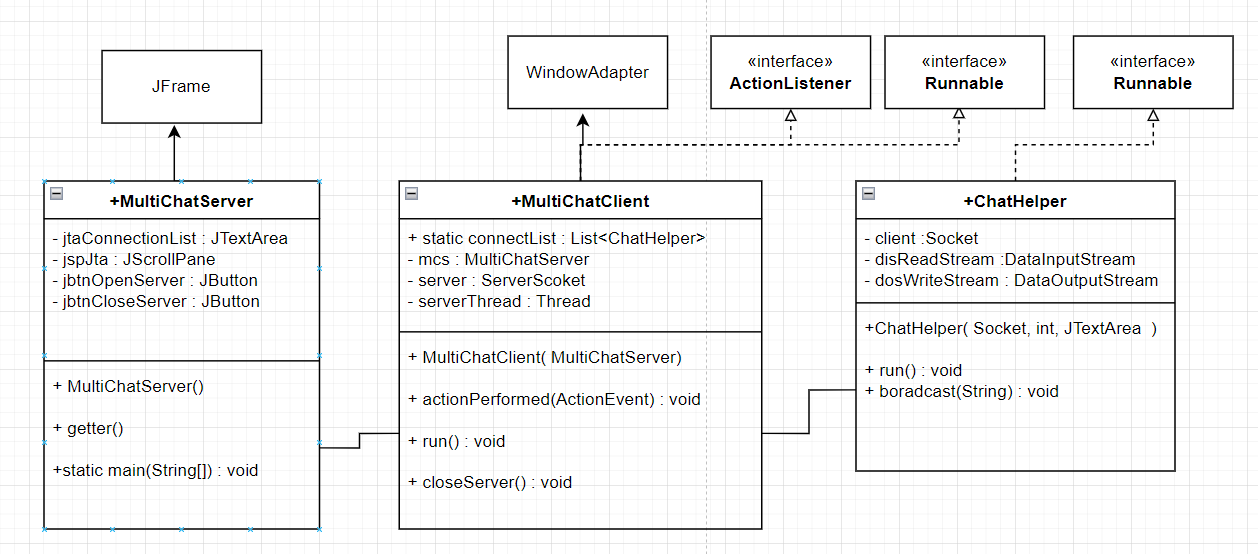 JFrame
WindowAdapter
«interface»
ActionListener
«interface»
Runnable
«interface»
Runnable
+MultiChatServer
- jtaConnectionList : JTextArea
- jspJta : JScrollPane
- jbtnOpenServer : JButton
- jbtnCloseServer : JButton
+ MultiChatServer()
+ getter()
+static main(String[]) : void
+MultiChatClient
+ static connectList : List<ChatHelper>
- mcs : MultiChatServer
- server : ServerScoket
- serverThread : Thread
+ MultiChatClient( MultiChatServer)
+ actionPerformed(ActionEvent) : void
+ run() : void
+ closeServer() : void
+ChatHelper
- client :Socket
- disReadStream :DataInputStream
- dosWriteStream : DataOutputStream
+ChatHelper( Socket, int, JTextArea )
+ run() : void
+ boradcast(String) : void